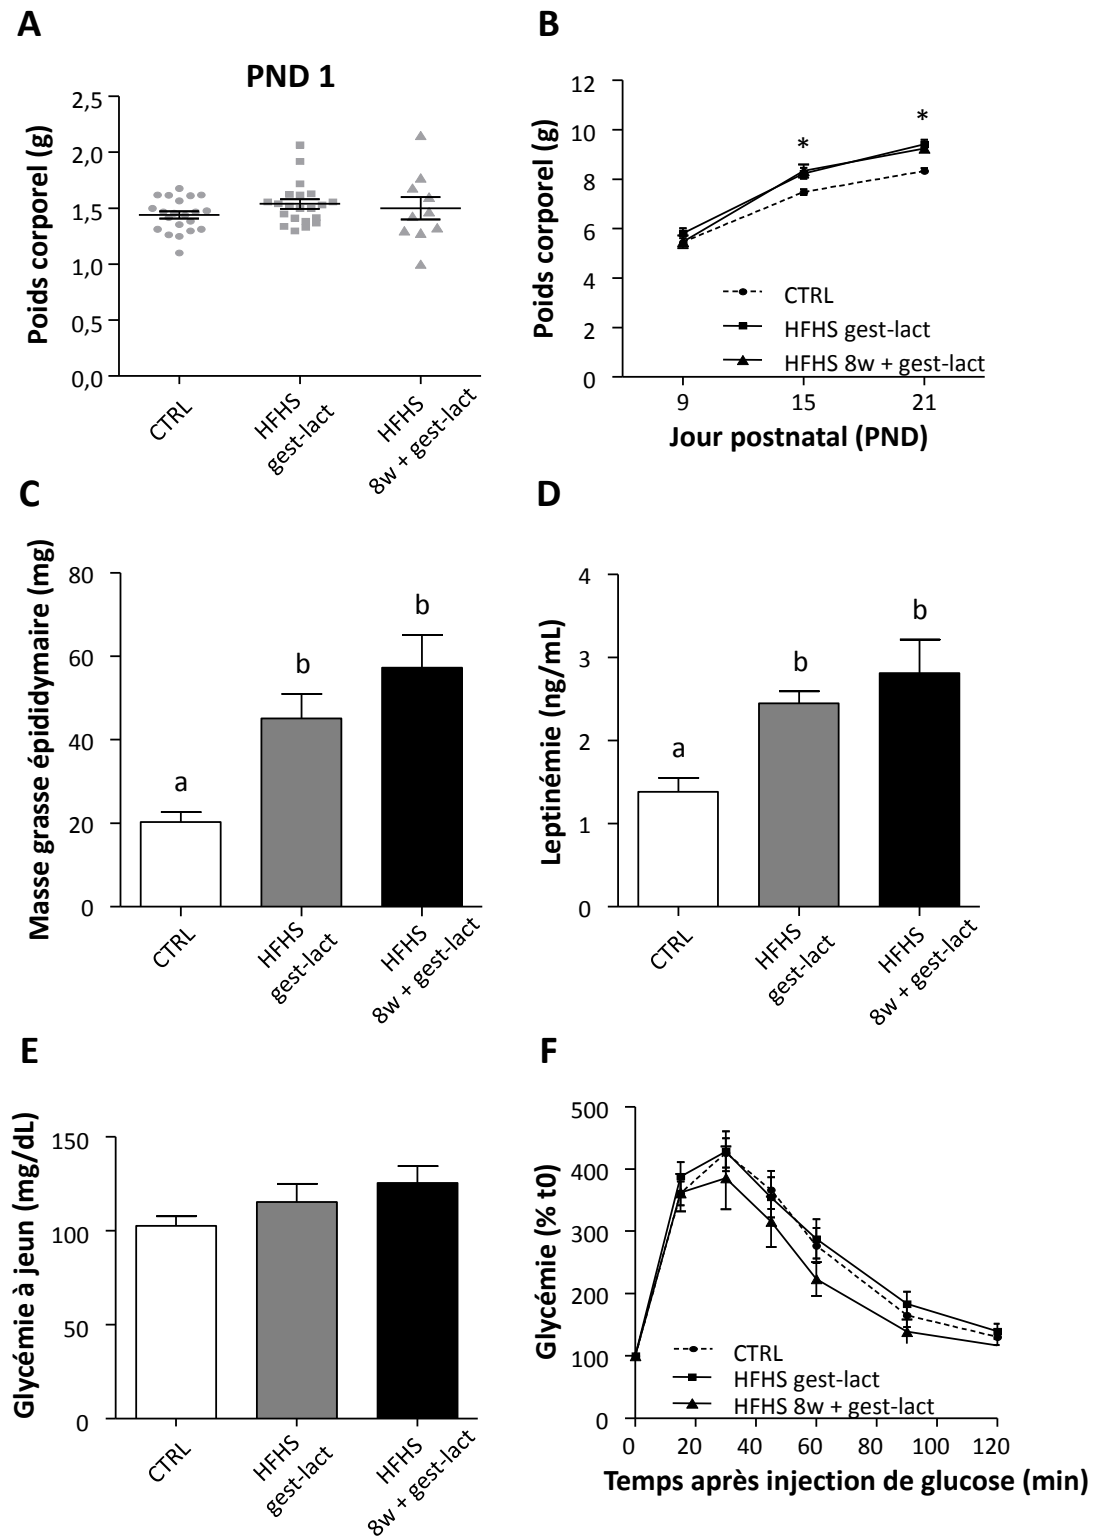 A
PND 1
Poids corporel (g)
2,5
2,0
1,5
1,0
0,5
0,0
CTRL
HFHS
gest-lact
HFHS
8w + gest-lact
B
Poids corporel (g)
12
10
8
6
4
2
0
*
*
CTRL
HFHS gest-lact
HFHS 8w + gest-lact
9
15
21
Jour postnatal (PND)
C
Masse grasse épididymaire (mg)
80
60
40
20
0
a
b
b
CTRL
HFHS
gest-lact
HFHS
8w + gest-lact
D
Leptinémie (ng/mL)
4
3
2
1
0
a
b
b
CTRL
HFHS
gest-lact
HFHS
8w + gest-lact
E
Glycémie à jeun (mg/dL)
150
100
50
0
CTRL
HFHS
gest-lact
HFHS
8w + gest-lact
F
Glycémie (% t0)
500
400
300
200
100
0
CTRL
HFHS gest-lact
HFHS 8w + gest-lact
0
20
40
60
80
100
120
Temps après injection de glucose (min)